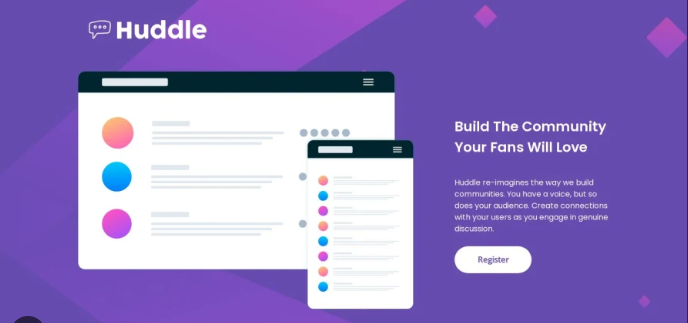 Huddle
Build The Community
Your Fans Will Love
Huddle re-imagines the way we build
communities. You have a voice, but so
does your audience. Create connections
with your users as you engage in genuine
discussion.
Register